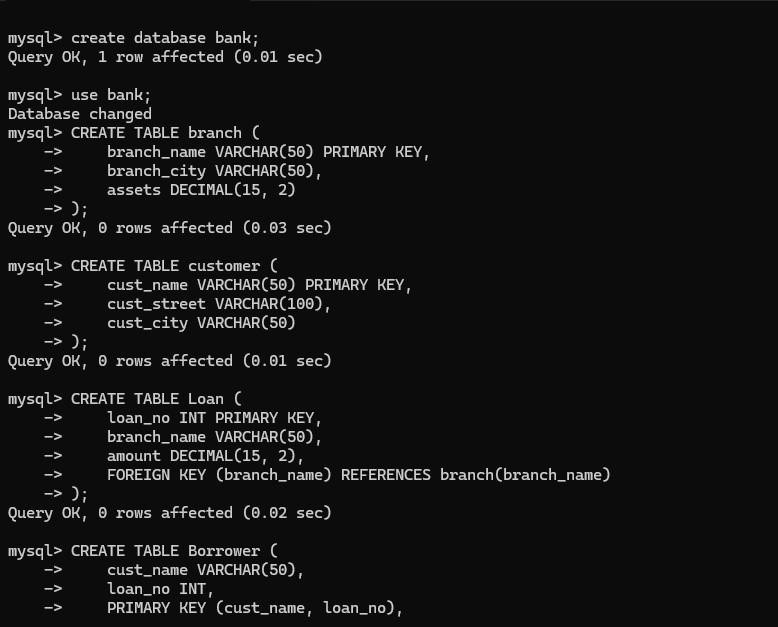 mysql> create database bank;
Query OK, 1 row affected (0.01 sec)
mysql> use bank;
Database changed
mysql> CREATE TABLE branch (
    ->     branch_name VARCHAR(50) PRIMARY KEY,
    ->     branch_city VARCHAR(50),
    ->     assets DECIMAL(15, 2)
    -> );
Query OK, 0 rows affected (0.03 sec)
mysql> CREATE TABLE customer (
    ->     cust_name VARCHAR(50) PRIMARY KEY,
    ->     cust_street VARCHAR(100),
    ->     cust_city VARCHAR(50)
    -> );
Query OK, 0 rows affected (0.01 sec)
mysql> CREATE TABLE Loan (
    ->     loan_no INT PRIMARY KEY,
    ->     branch_name VARCHAR(50),
    ->     amount DECIMAL(15, 2),
    ->     FOREIGN KEY (branch_name) REFERENCES branch(branch_name)
    -> );
Query OK, 0 rows affected (0.02 sec)
mysql> CREATE TABLE Borrower (
    ->     cust_name VARCHAR(50),
    ->     loan_no INT,
    ->     PRIMARY KEY (cust_name, loan_no),